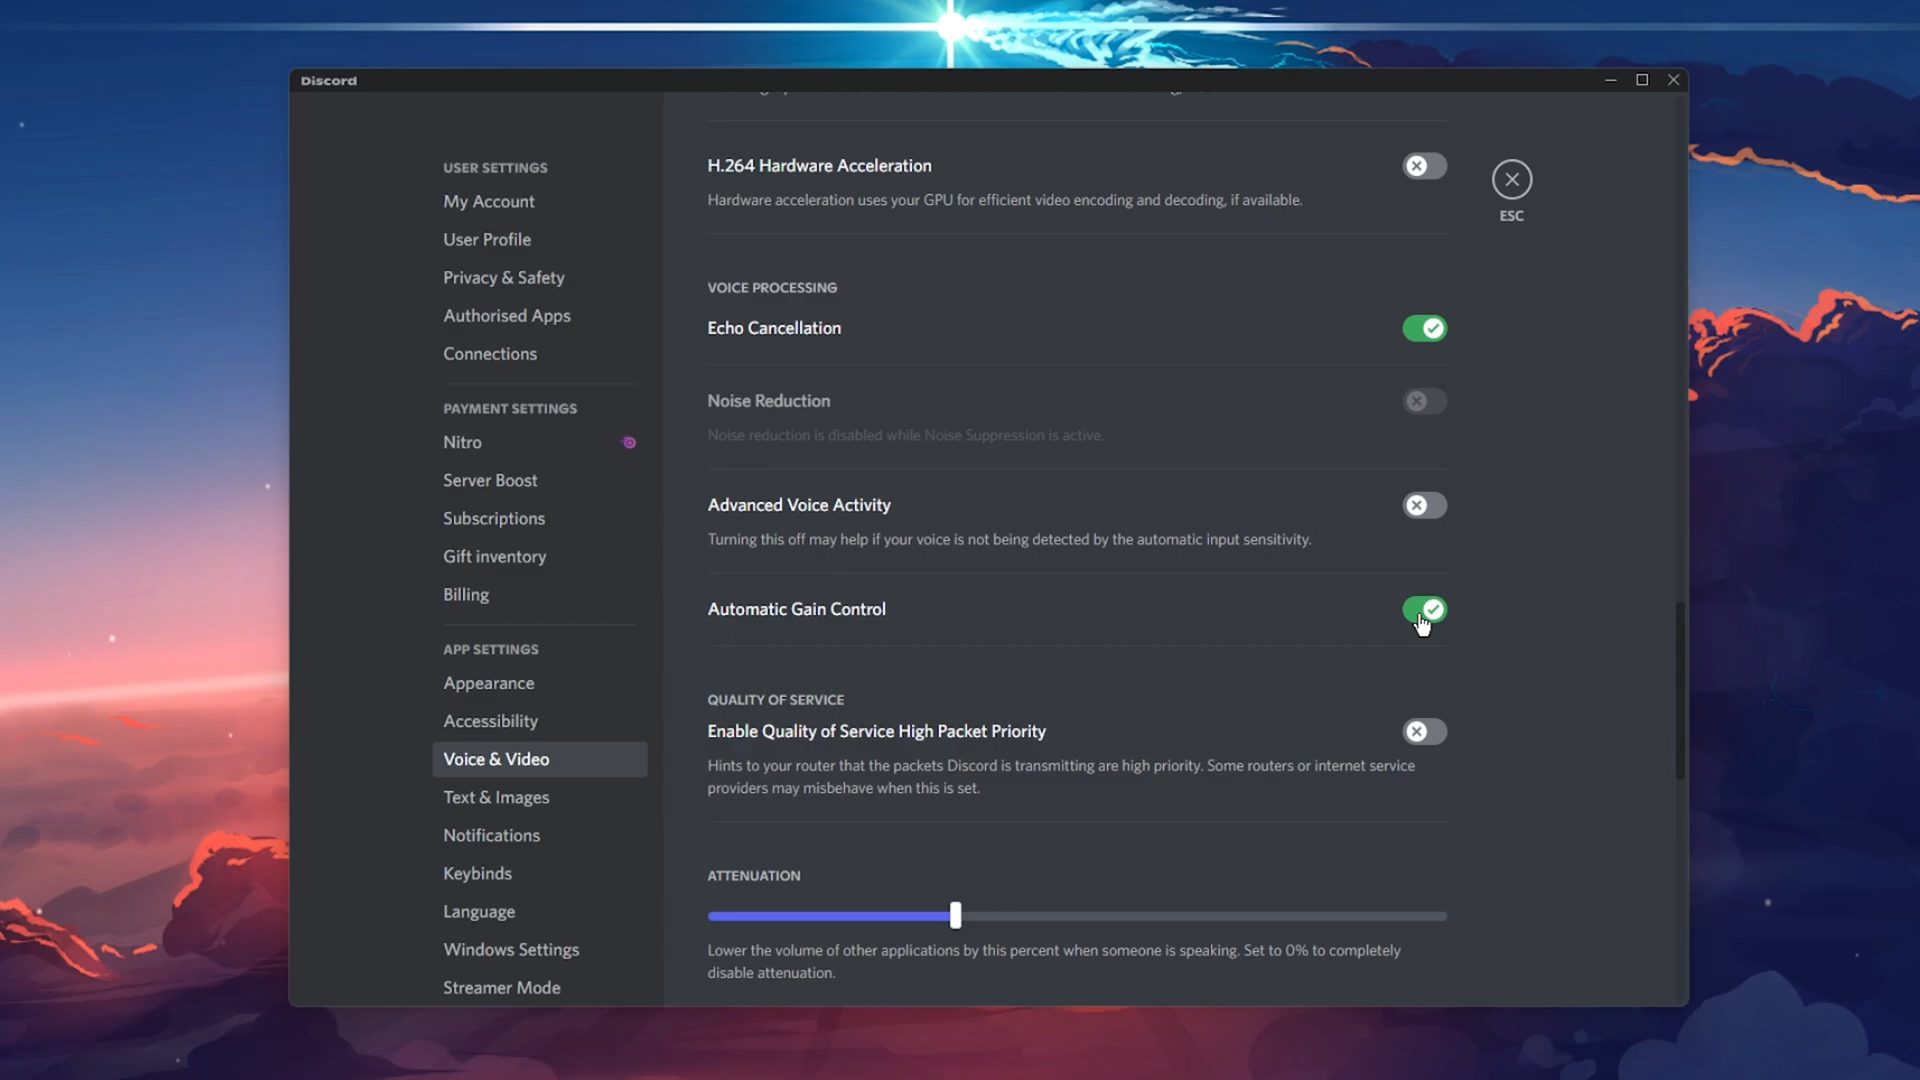 Discord
USER SETTINGS
My Account
User Profile
Privacy & Safety
Authorised Apps
Connections
PAYMENT SETTINGS
Nitro
Server Boost
Subscriptions
Gift inventory
Billing
APP SETTINGS
Appearance
Accessibility
Voice & Video
Text & Images
Notifications
Keybinds
Language
Windows Settings
Streamer Mode
H.264 Hardware Acceleration
Hardware acceleration uses your GPU for efficient video encoding and decoding, if available.
VOICE PROCESSING
Echo Cancellation
Noise Reduction
Noise reduction is disabled while Noise Suppression is active.
Advanced Voice Activity
Turning this off may help if your voice is not being detected by the automatic input sensitivity.
Automatic Gain Control
QUALITY OF SERVICE
Enable Quality of Service High Packet Priority
Hints to your router that the packets Discord is transmitting are high priority. Some routers or internet service
providers may misbehave when this is set.
ATTENUATION
Lower the volume of other applications by this percent when someone is speaking. Set to 0% to completely
disable attenuation.
ESC